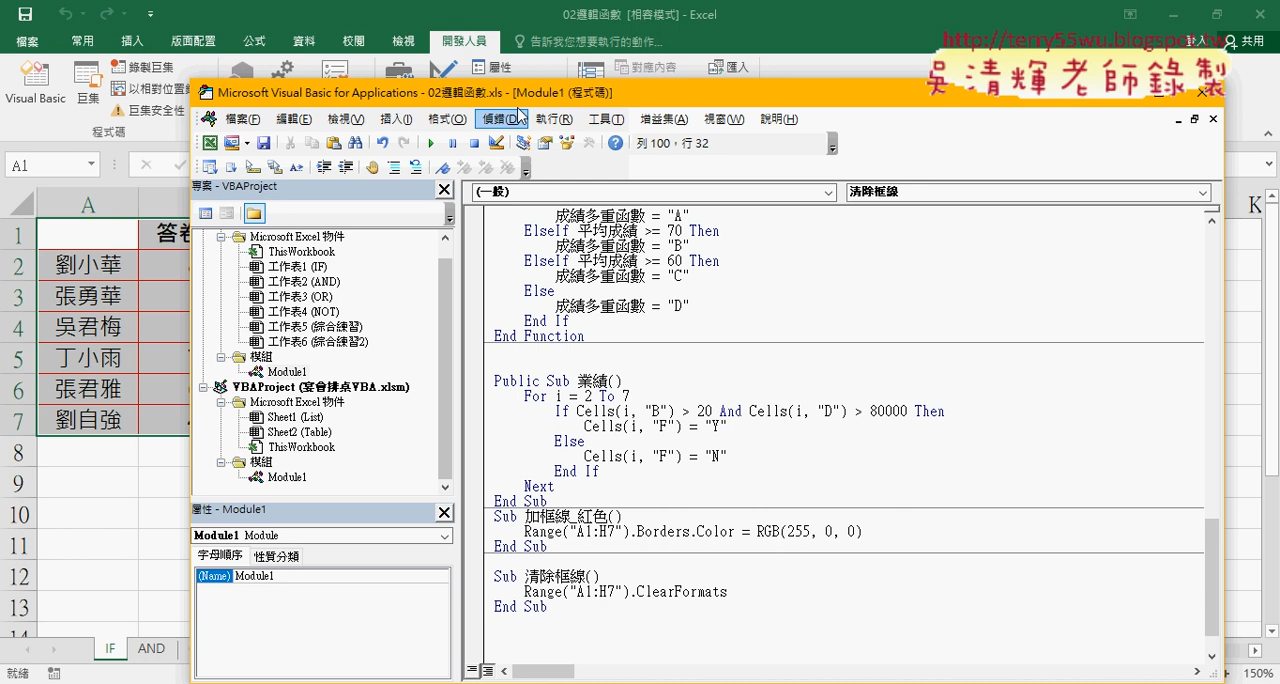 02邏輯函數 [相容模式] - Excel
檔案 常用 插入 版面配置 公式 資料 校閱 檢視 開發人員 告訴我您想要執行的動作... 登入 共用
http://terry55wu.blogspot.tw
吳清輝老師錄製
Visual Basic 巨集 錄製巨集 屬性 對應內容 匯入
以相對位置
巨集安全性
程式碼
Microsoft Visual Basic for Applications - 02邏輯函數.xls - [Module1 (程式碼)]
檔案(F) 編輯(E) 檢視(V) 插入(I) 格式(O) 偵錯(D) 執行(R) 工具(T) 增益集(A) 視窗(W) 說明(H)
列 100，行 32
A1
專案 - VBAProject
(一般) 清除框線
Microsoft Excel 物件
ThisWorkbook
工作表1 (IF)
工作表2 (AND)
工作表3 (OR)
工作表4 (NOT)
工作表5 (綜合練習)
工作表6 (綜合練習2)
模組
Module1
VBAProject (宴會排点VBA.xlsm)
Microsoft Excel 物件
Sheet1 (List)
Sheet2 (Table)
ThisWorkbook
模組
Module1
屬性 - Module1
Module1 Module
字母順序 性質分類
(Name) Module1
成績多重函數 = "A"
ElseIf 平均成績 >= 70 Then
成績多重函數 = "B"
ElseIf 平均成績 >= 60 Then
成績多重函數 = "C"
Else
成績多重函數 = "D"
End If
End Function
Public Sub 業績()
For i = 2 To 7
If Cells(i, "B") > 20 And Cells(i, "D") > 80000 Then
Cells(i, "F") = "Y"
Else
Cells(i, "F") = "N"
End If
Next
End Sub
Sub 加框線_紅色()
Range("A1:H7").Borders.Color = RGB(255, 0, 0)
End Sub
Sub 清除框線()
Range("A1:H7").ClearFormats
End Sub
A K
1 答卷
2 劉小華
3 張勇華
4 吳君梅
5 丁小雨
6 張君雅
7 劉自強
8
9
10
11
12
13
14
IF AND
就緒 150%